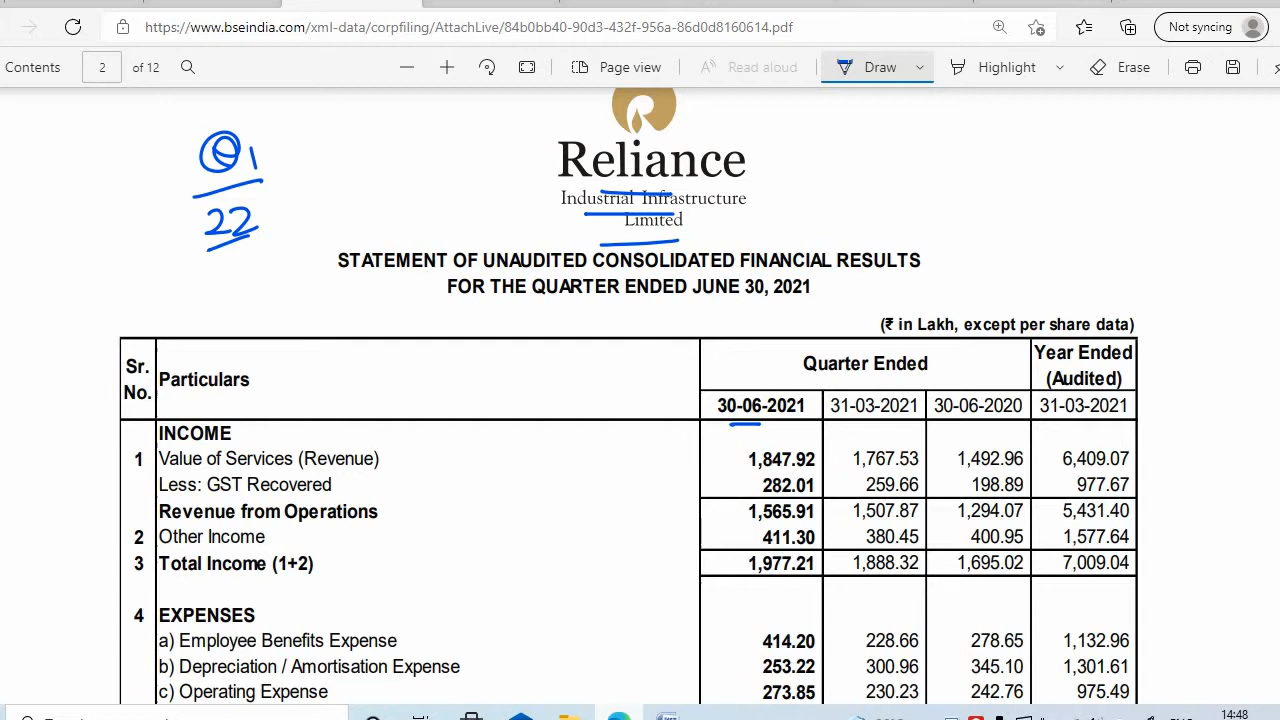 https://www.bseindia.com/xml-data/corpfiling/AttachLive/84b0bb40-90d3-432f-956a-86d0d8160614.pdf
Not syncing
Contents 2 of 12 Page view Read aloud Draw Highlight Erase
Q1
22
Reliance
Industrial Infrastructure
Limited
STATEMENT OF UNAUDITED CONSOLIDATED FINANCIAL RESULTS
FOR THE QUARTER ENDED JUNE 30, 2021
(₹ in Lakh, except per share data)
Sr. No. Particulars Quarter Ended Year Ended (Audited)
30-06-2021 31-03-2021 30-06-2020 31-03-2021
INCOME
1 Value of Services (Revenue) 1,847.92 1,767.53 1,492.96 6,409.07
Less: GST Recovered 282.01 259.66 198.89 977.67
Revenue from Operations 1,565.91 1,507.87 1,294.07 5,431.40
2 Other Income 411.30 380.45 400.95 1,577.64
3 Total Income (1+2) 1,977.21 1,888.32 1,695.02 7,009.04
4 EXPENSES
a) Employee Benefits Expense 414.20 228.66 278.65 1,132.96
b) Depreciation / Amortisation Expense 253.22 300.96 345.10 1,301.61
c) Operating Expense 273.85 230.23 242.76 975.49
14:48